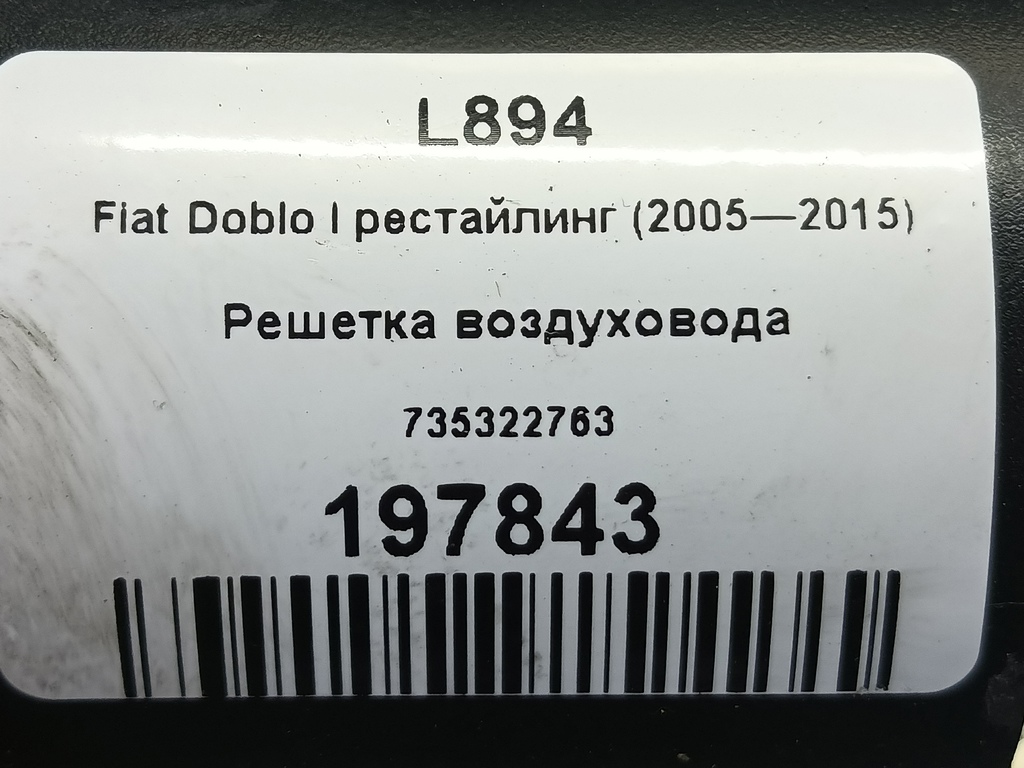 L894
Fiat Doblo I рестайлинг (2005—2015)
Решетка воздуховода
735322763
197843